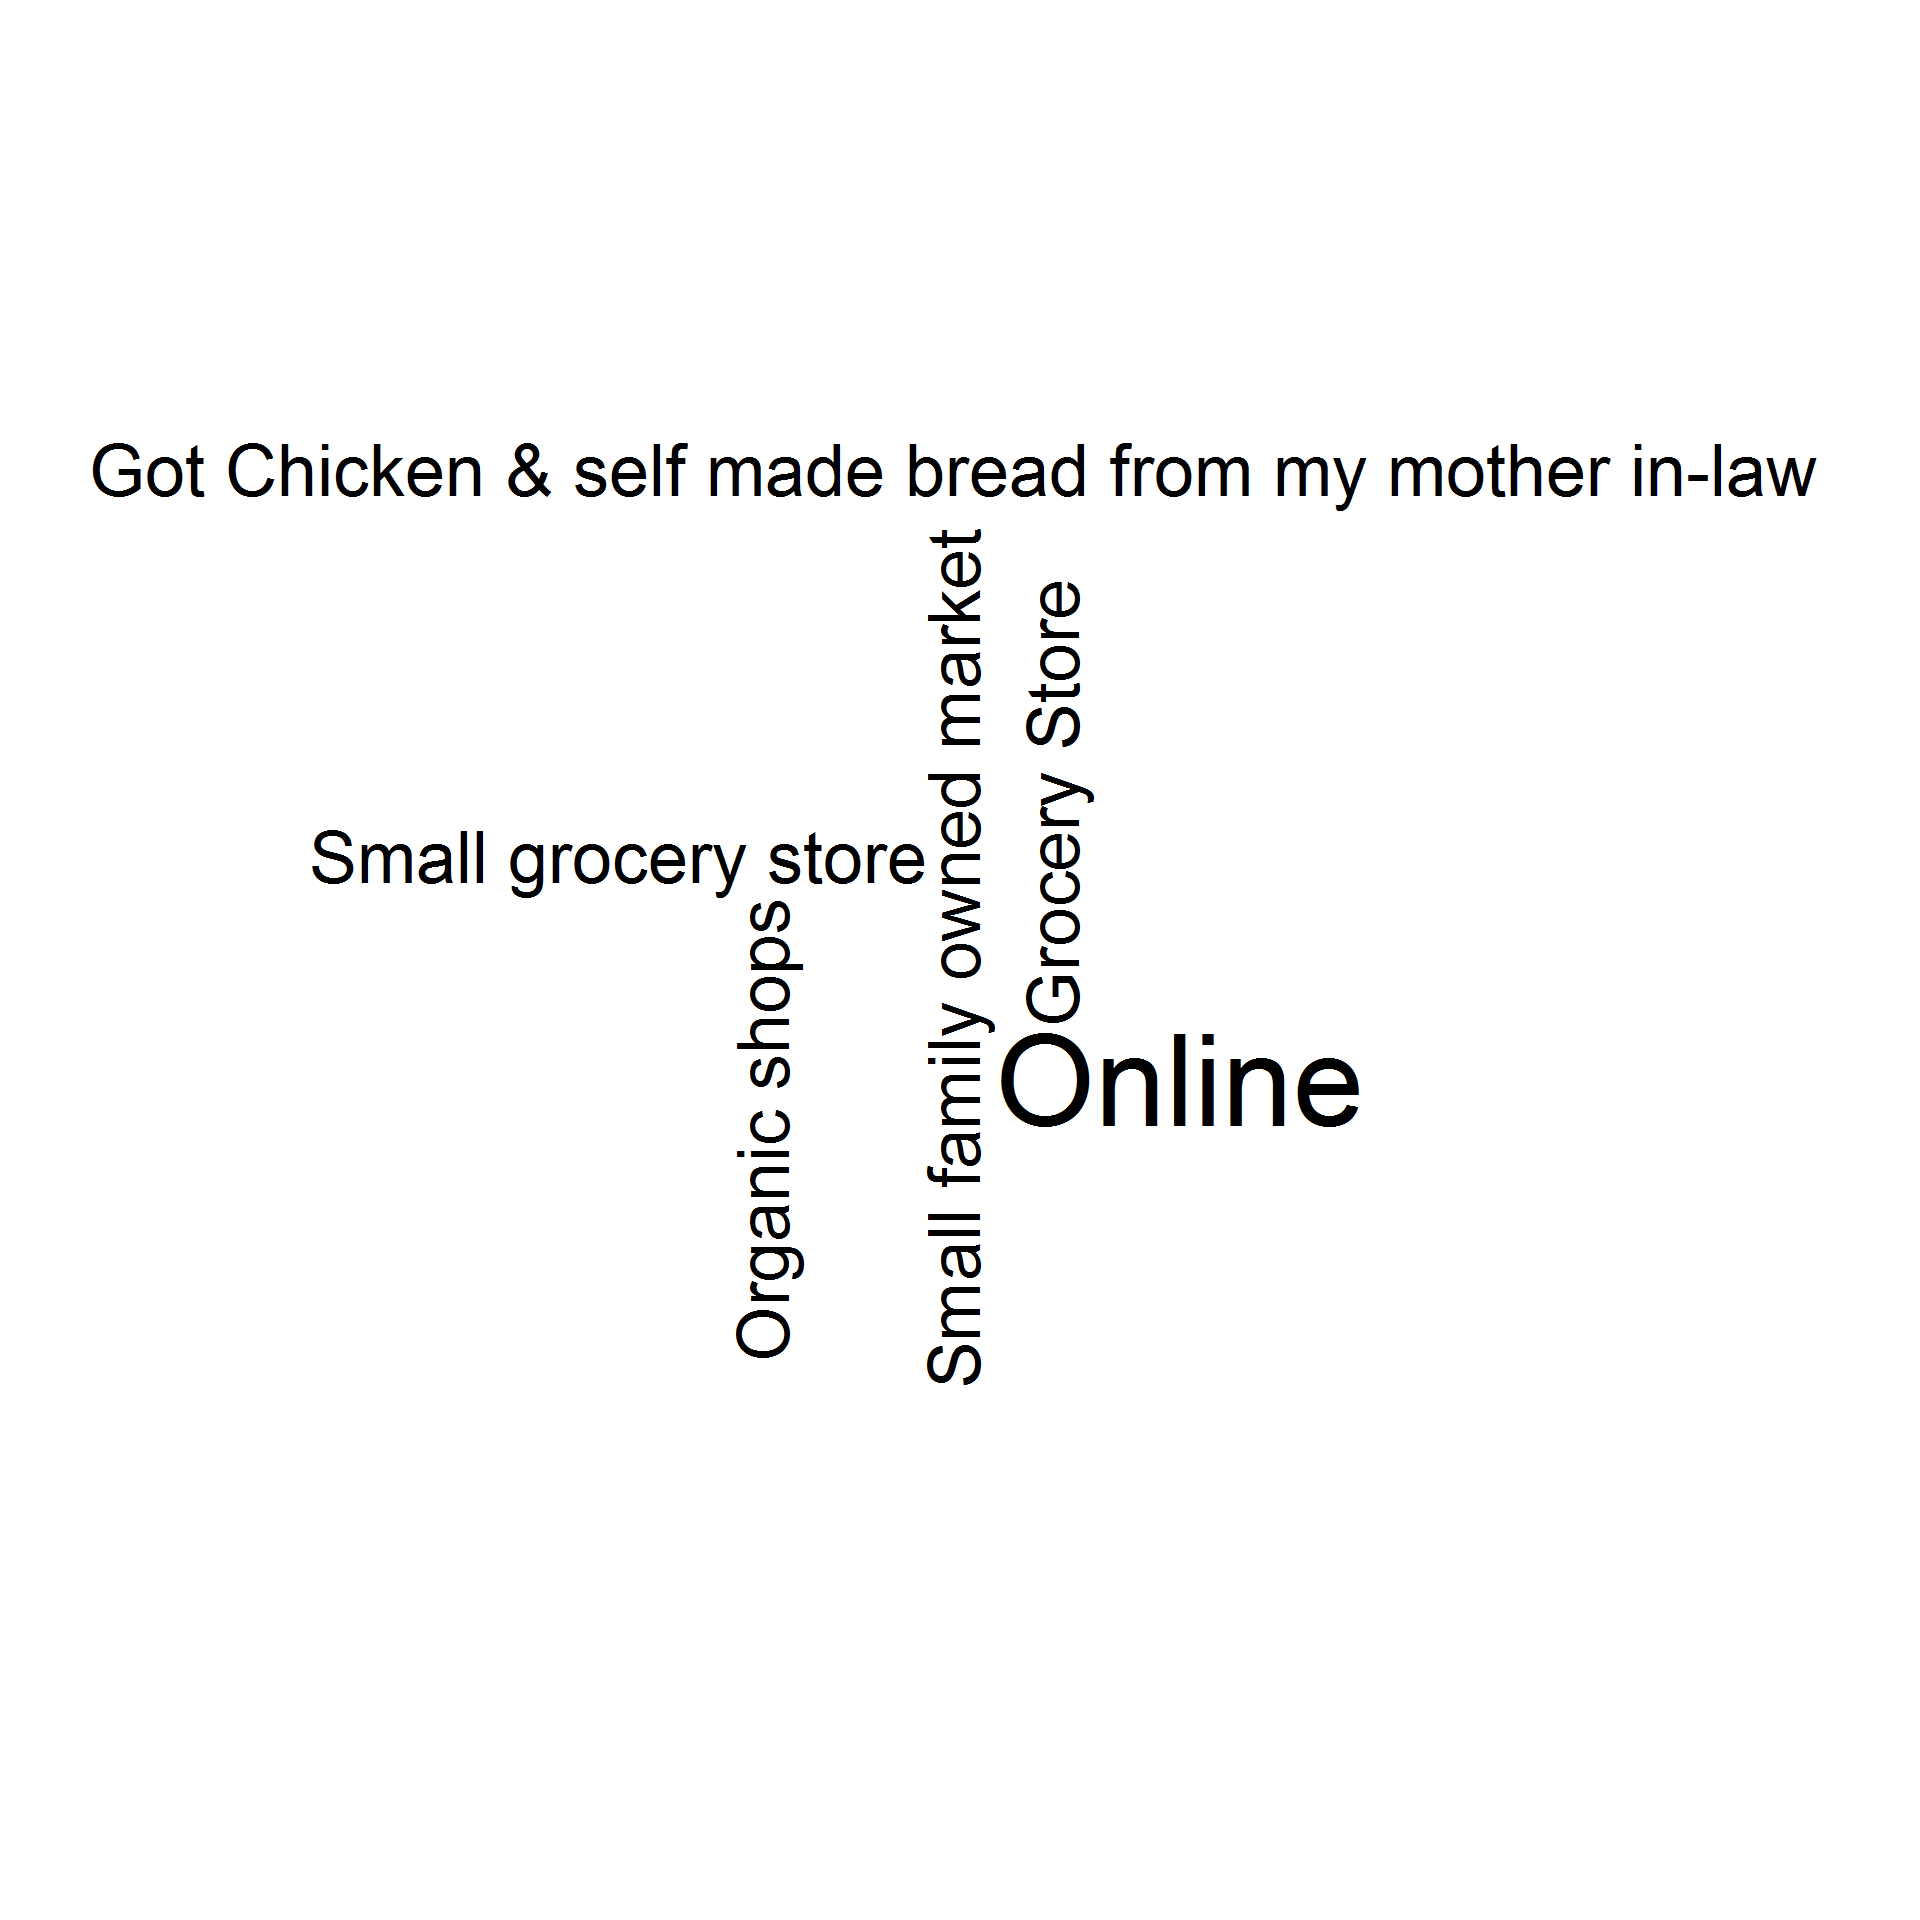 Got Chicken & self made bread from my mother in-law
Small family owned market
Grocery Store
Small grocery store
Organic shops
Online